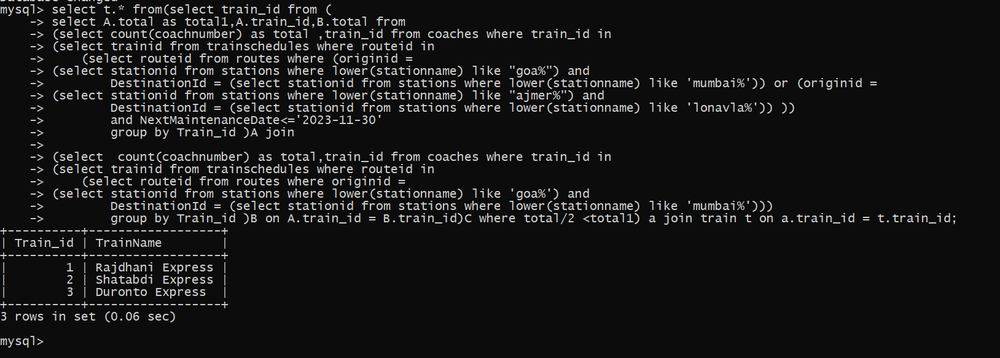 Database changed
mysql> select t.* from(select train_id from (
    -> select A.total as total1,A.train_id,B.total from
    -> (select count(coachnumber) as total ,train_id from coaches where train_id in
    -> (select trainid from trainschedules where routeid in
    ->     (select routeid from routes where (originid =
    -> (select stationid from stations where lower(stationname) like "goa%") and
    ->         DestinationId = (select stationid from stations where lower(stationname) like 'mumbai%')) or (originid =
    -> (select stationid from stations where lower(stationname) like "ajmer%") and
    ->         DestinationId = (select stationid from stations where lower(stationname) like 'lonavla%')) ))
    ->         and NextMaintenanceDate<='2023-11-30'
    ->         group by Train_id )A join
    ->
    -> (select  count(coachnumber) as total,train_id from coaches where train_id in
    -> (select trainid from trainschedules where routeid in
    ->     (select routeid from routes where originid =
    -> (select stationid from stations where lower(stationname) like 'goa%') and
    ->         DestinationId = (select stationid from stations where lower(stationname) like 'mumbai%')))
    ->         group by Train_id )B on A.train_id = B.train_id)C where total/2 <total1) a join train t on a.train_id = t.train_id;
+----------+------------------+
| Train_id | TrainName        |
+----------+------------------+
|        1 | Rajdhani Express |
|        2 | Shatabdi Express |
|        3 | Duronto Express  |
+----------+------------------+
3 rows in set (0.06 sec)

mysql>